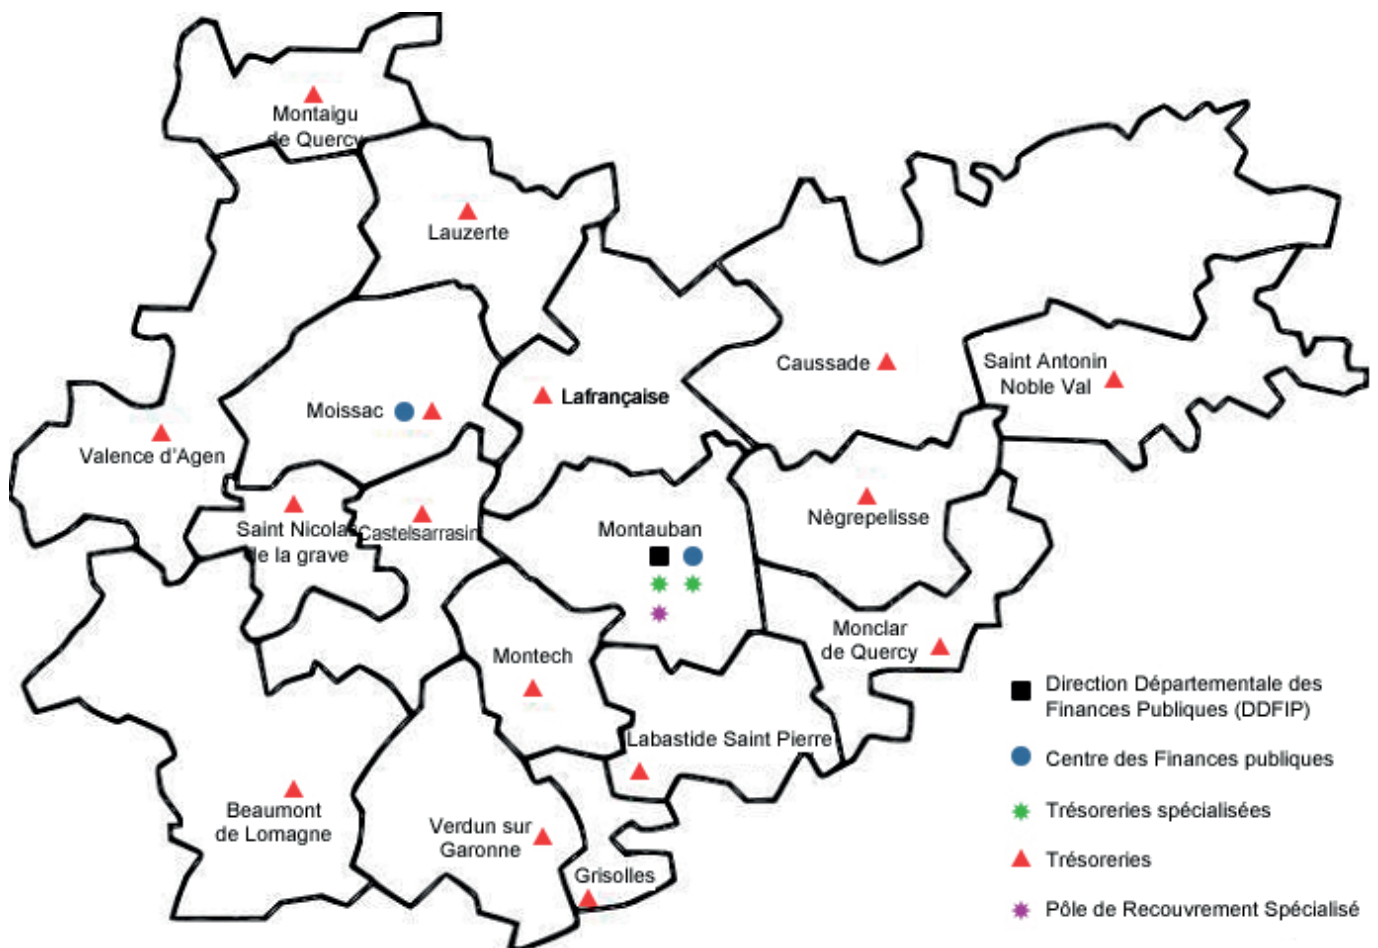 Montaigu
de Quercy
Lauzerte
Caussade
Saint Antonin
Noble Val
Lafrançaise
Moissac
Valence d'Agen
Saint Nicolas
de la grave
Castelsarrasin
Montauban
Nègrepelisse
Monclar
de Quercy
Montech
Labastide Saint Pierre
Beaumont
de Lomagne
Verdun sur
Garonne
Grisolles
Direction Départementale des
Finances Publiques (DDFIP)
Centre des Finances publiques
Trésoreries spécialisées
Trésoreries
Pôle de Recouvrement Spécialisé